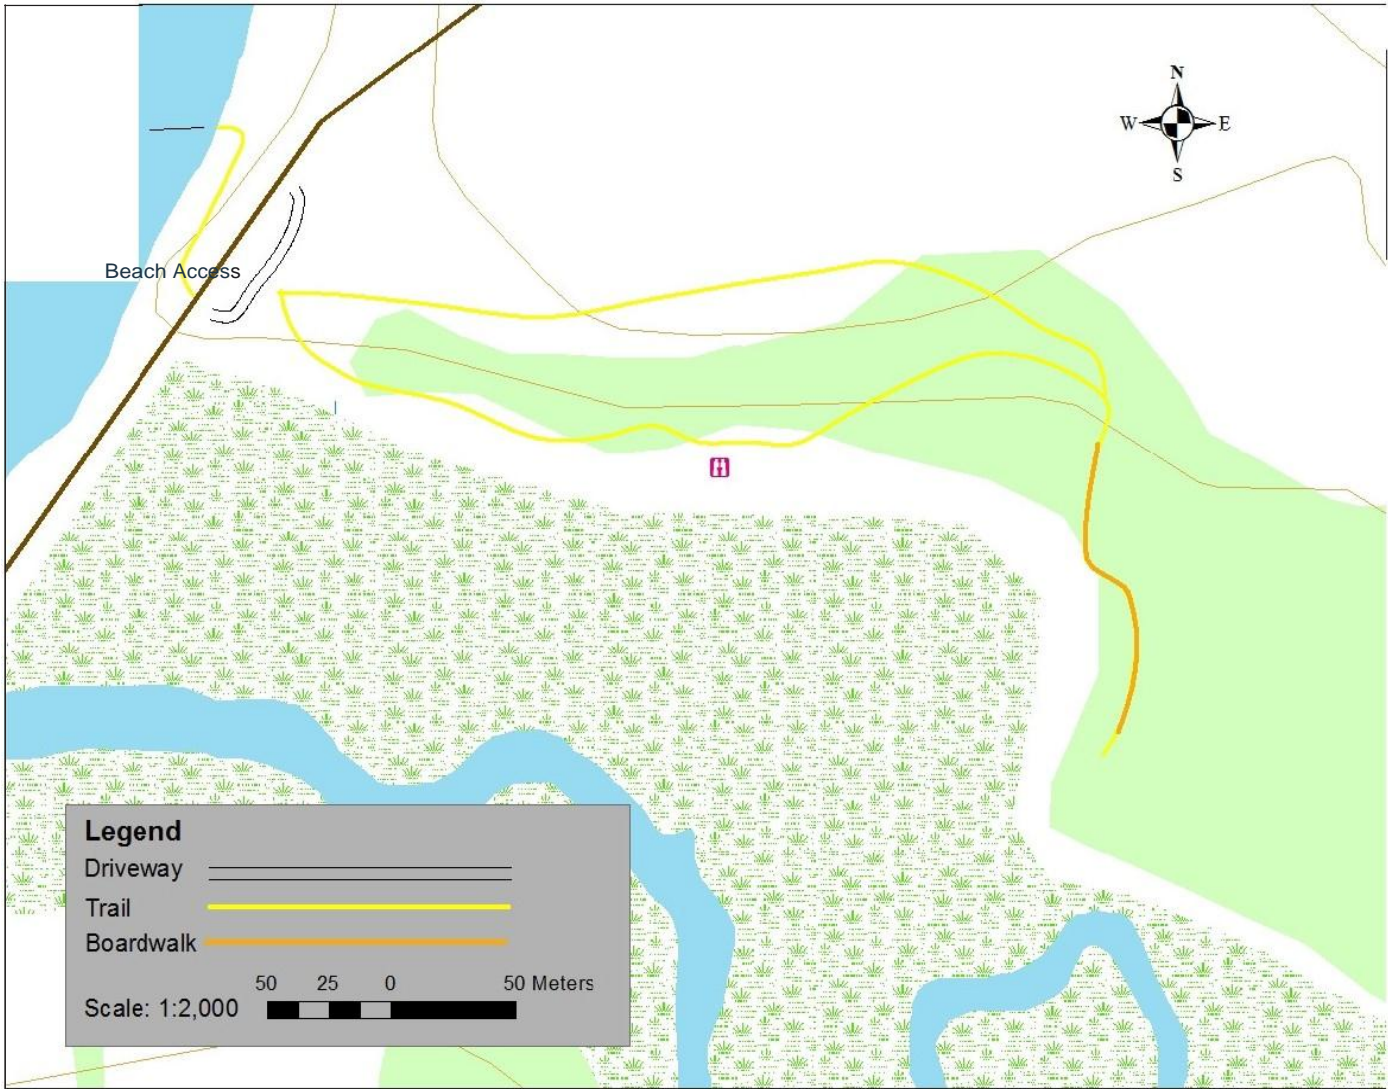 N
W E
S
Beach Access
Legend
Driveway
Trail
Boardwalk
50 25 0 50 Meters
Scale: 1:2,000